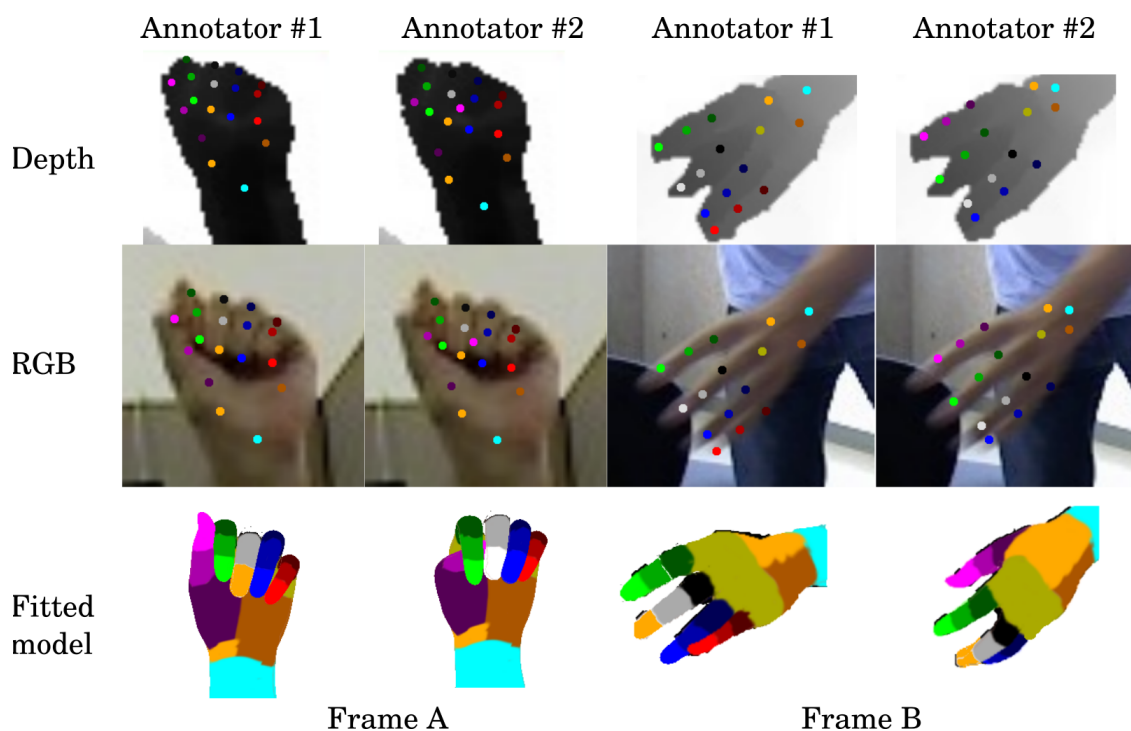 Annotator #1
Annotator #2
Annotator #1
Annotator #2
Depth
RGB
Fitted
model
Frame A
Frame B